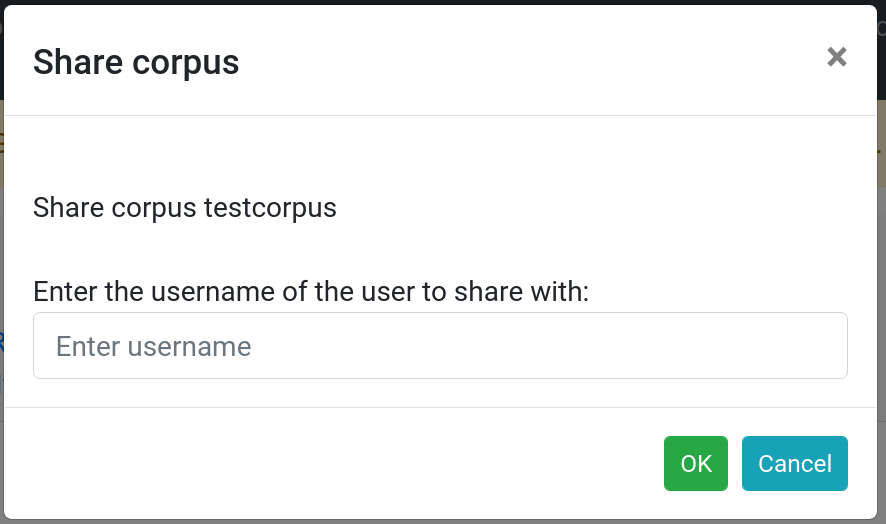 Share corpus
×
Share corpus testcorpus
Enter the username of the user to share with:
Enter username
OK
Cancel